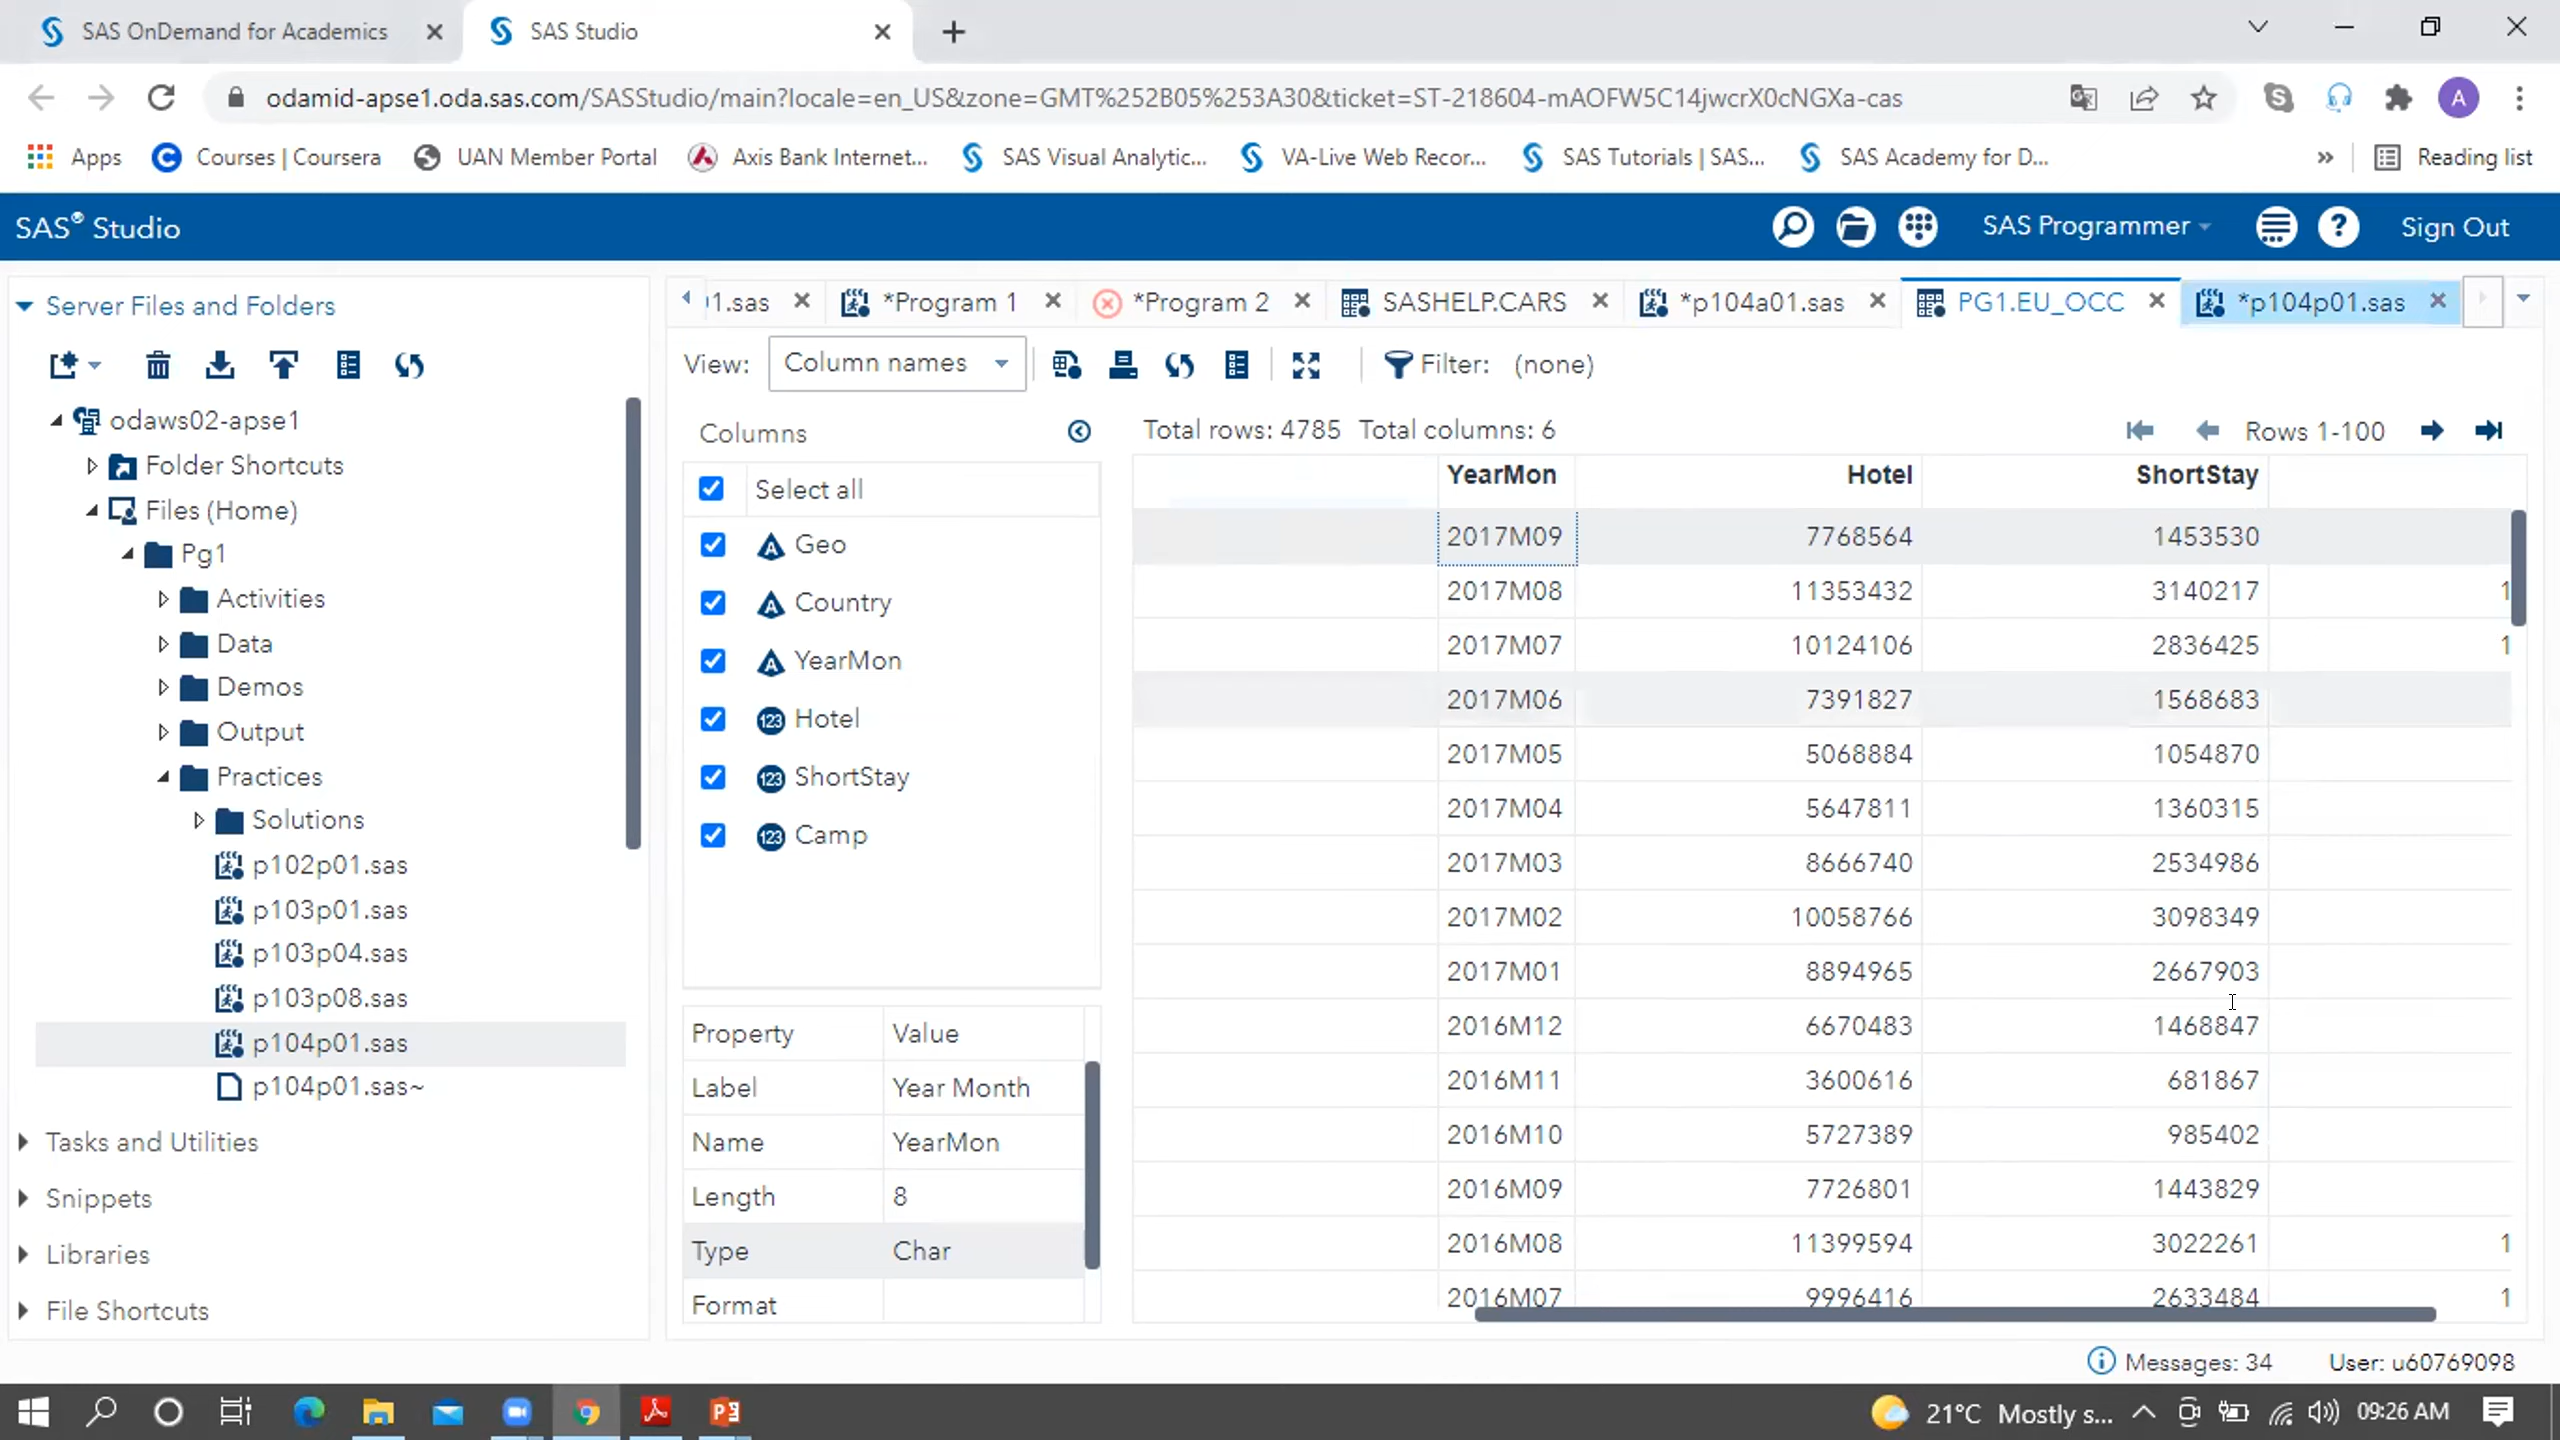 SAS OnDemand for Academics
SAS Studio
odamid-apse1.oda.sas.com/SASStudio/main?locale=en_US&zone=GMT%252B05%253A30&ticket=ST-218604-mAOFW5C14jwcrX0cNGXa-cas
A
Apps
Courses | Coursera
UAN Member Portal
Axis Bank Internet...
SAS Visual Analytic...
VA-Live Web Recor...
SAS Tutorials | SAS...
SAS Academy for D...
»
Reading list
SAS® Studio
SAS Programmer
Sign Out
Server Files and Folders
1.sas
*Program 1
*Program 2
SASHELP.CARS
*p104a01.sas
PG1.EU_OCC
*p104p01.sas
View:
Column names
Filter: (none)
odaws02-apse1
Folder Shortcuts
Files (Home)
Pg1
Activities
Data
Demos
Output
Practices
Solutions
p102p01.sas
p103p01.sas
p103p04.sas
p103p08.sas
p104p01.sas
p104p01.sas~
Tasks and Utilities
Snippets
Libraries
File Shortcuts
Columns
Select all
Geo
Country
YearMon
Hotel
ShortStay
Camp
Property Value
Label Year Month
Name YearMon
Length 8
Type Char
Format
Total rows: 4785 Total columns: 6
Rows 1-100
YearMon Hotel ShortStay
2017M09 7768564 1453530
2017M08 11353432 3140217 1
2017M07 10124106 2836425 1
2017M06 7391827 1568683
2017M05 5068884 1054870
2017M04 5647811 1360315
2017M03 8666740 2534986
2017M02 10058766 3098349
2017M01 8894965 2667903
2016M12 6670483 1468847
2016M11 3600616 681867
2016M10 5727389 985402
2016M09 7726801 1443829
2016M08 11399594 3022261 1
2016M07 9996416 2633484 1
Messages: 34
User: u60769098
21°C Mostly s...
09:26 AM